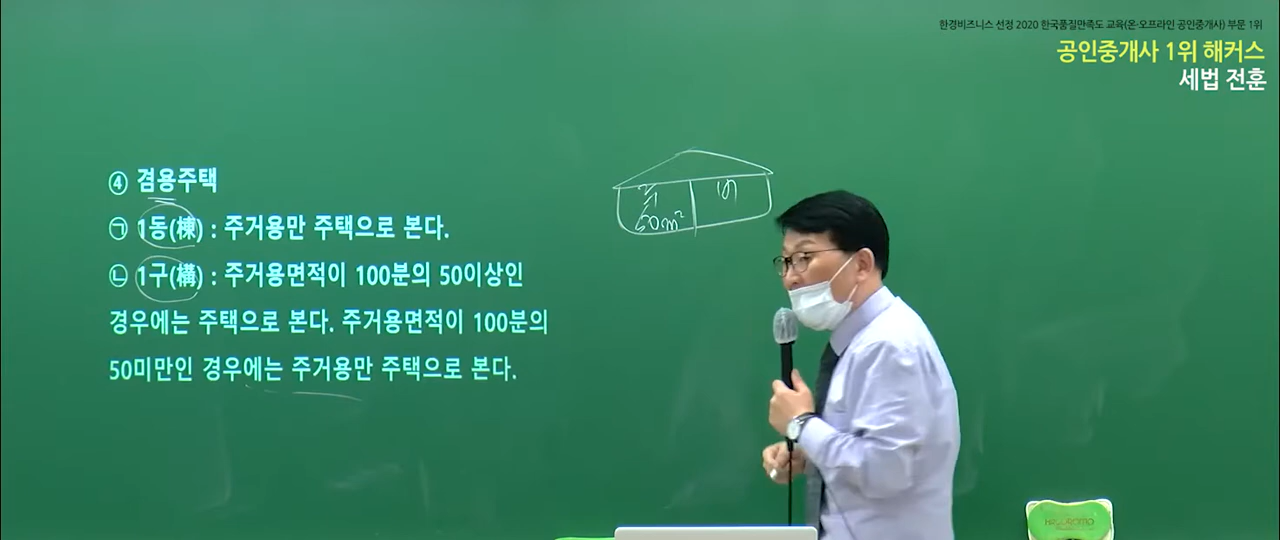 한경비즈니스 선정 2020 한국품질만족도 교육(온·오프라인 공인중개사) 부문 1위
공인중개사 1위 해커스
세법 전훈
④ 겸용주택
㉠ 1동(棟) : 주거용만 주택으로 본다.
㉡ 1구(構) : 주거용면적이 100분의 50이상인
경우에는 주택으로 본다. 주거용면적이 100분의
50미만인 경우에는 주거용만 주택으로 본다.
50m²